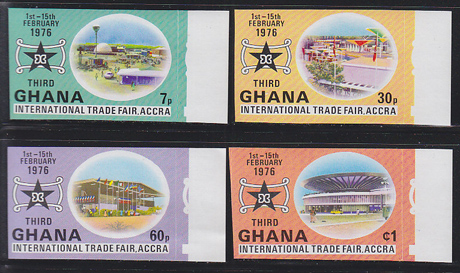 1st–15th
FEBRUARY
1976
THIRD
GHANA 7p
INTERNATIONAL TRADE FAIR, ACCRA
1st–15th
FEBRUARY
1976
THIRD
GHANA 30p
INTERNATIONAL TRADE FAIR, ACCRA
1st–15th
FEBRUARY
1976
THIRD
GHANA 60p
INTERNATIONAL TRADE FAIR, ACCRA
1st–15th
FEBRUARY
1976
THIRD
GHANA ¢1
INTERNATIONAL TRADE FAIR, ACCRA